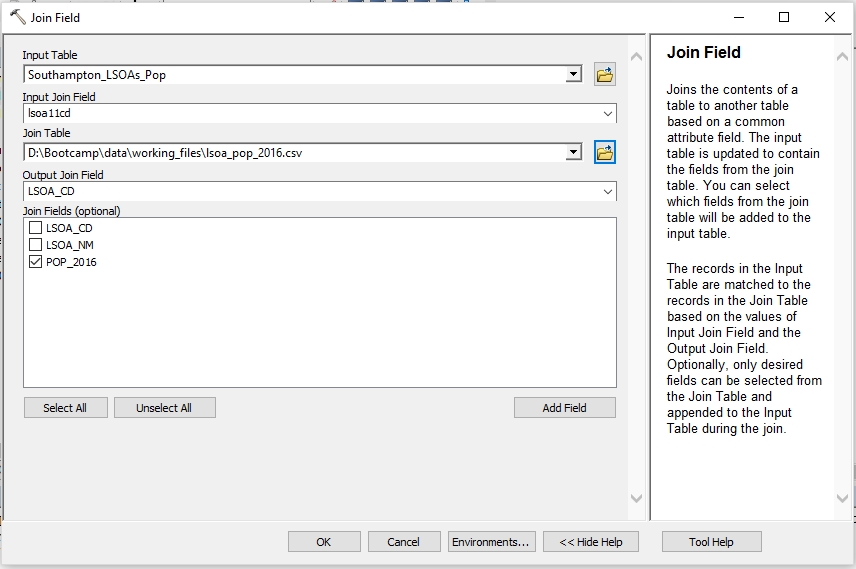 Join Field
Input Table
Southampton_LSOAs_Pop
Input Join Field
lsoa11cd
Join Table
D:\Bootcamp\data\working_files\lsoa_pop_2016.csv
Output Join Field
LSOA_CD
Join Fields (optional)
LSOA_CD
LSOA_NM
POP_2016
Select All
Unselect All
Add Field
Join Field
Joins the contents of a
table to another table
based on a common
attribute field. The input
table is updated to contain
the fields from the join
table. You can select
which fields from the join
table will be added to the
input table.
The records in the Input
Table are matched to the
records in the Join Table
based on the values of
Input Join Field and the
Output Join Field.
Optionally, only desired
fields can be selected from
the Join Table and
appended to the Input
Table during the join.
OK
Cancel
Environments...
<< Hide Help
Tool Help